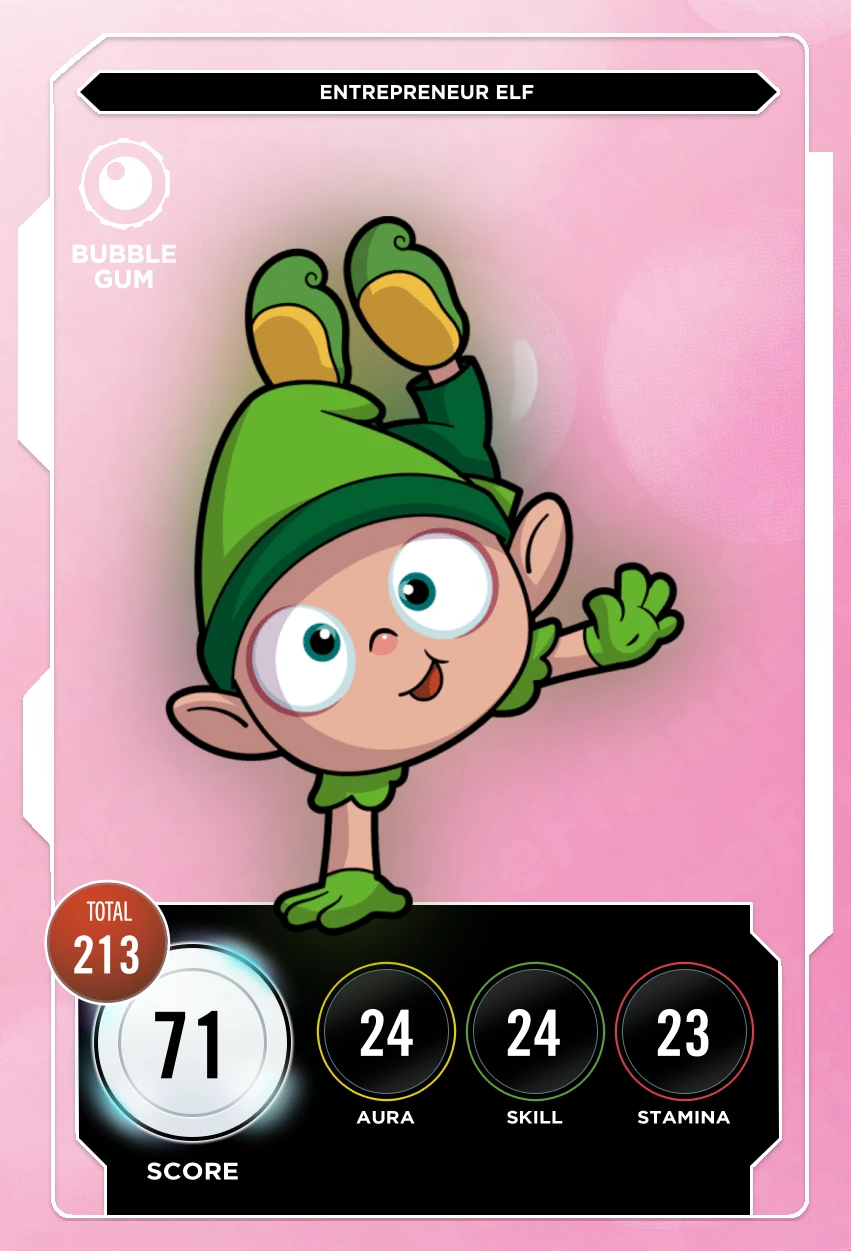 ENTREPRENEUR ELF
BUBBLE
GUM
TOTAL
213
71
SCORE
24
AURA
24
SKILL
23
STAMINA